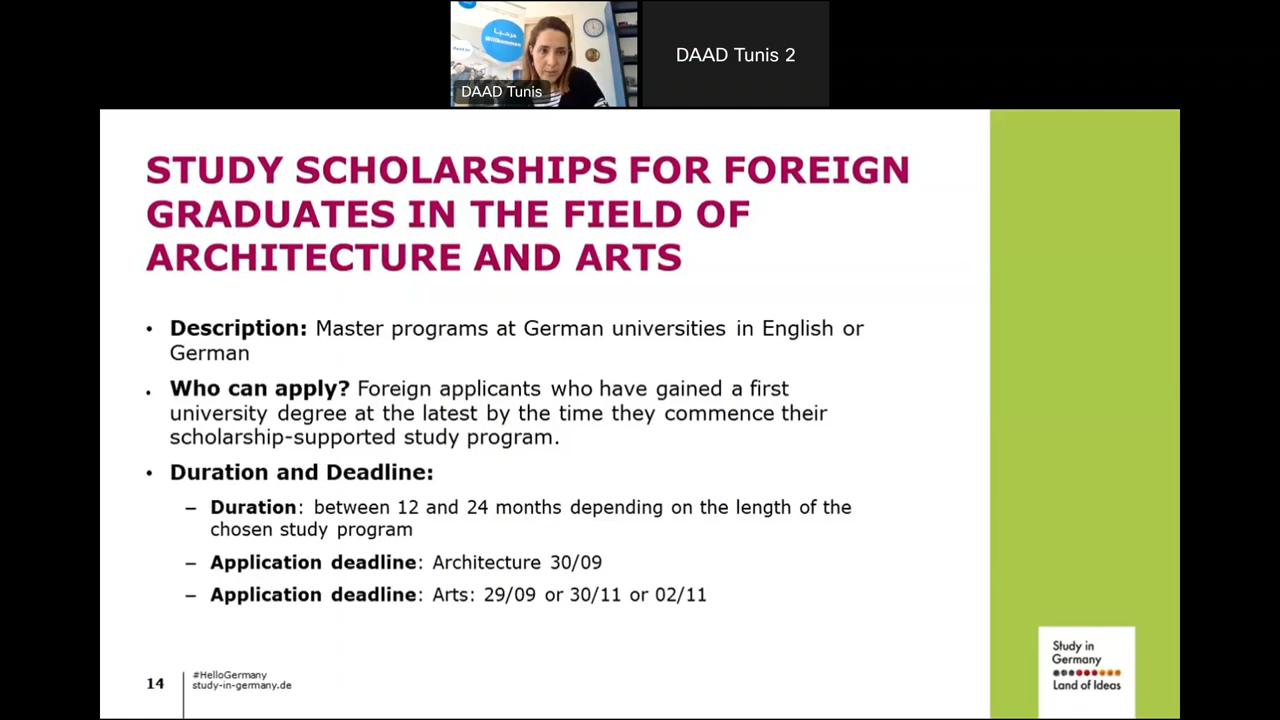 مرحبا
Willkommen
DAAD Tunis
DAAD Tunis 2
STUDY SCHOLARSHIPS FOR FOREIGN
GRADUATES IN THE FIELD OF
ARCHITECTURE AND ARTS
• Description: Master programs at German universities in English or
German
• Who can apply? Foreign applicants who have gained a first
university degree at the latest by the time they commence their
scholarship-supported study program.
• Duration and Deadline:
– Duration: between 12 and 24 months depending on the length of the
chosen study program
– Application deadline: Architecture 30/09
– Application deadline: Arts: 29/09 or 30/11 or 02/11
14
#HelloGermany
study-in-germany.de
Study in
Germany
Land of Ideas